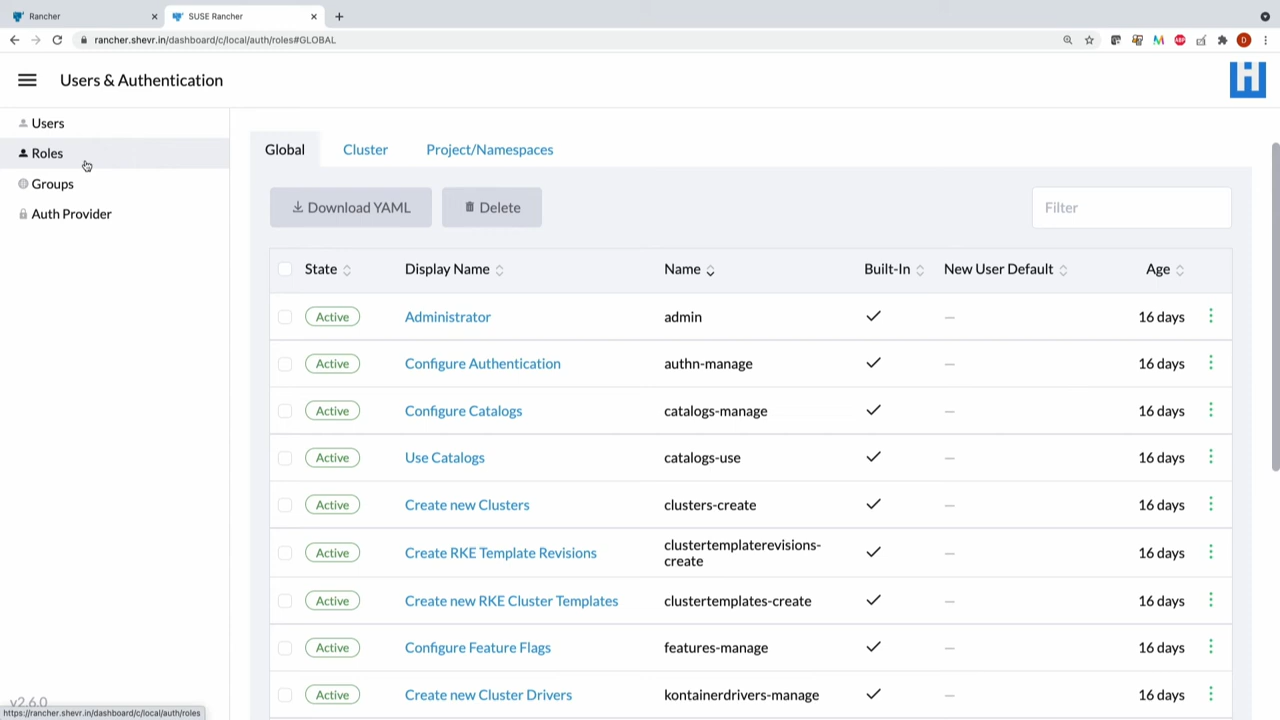 Rancher
SUSE Rancher
rancher.shevr.in/dashboard/c/local/auth/roles#GLOBAL
ABP
D
Users & Authentication
H
Users
Roles
Groups
Auth Provider
Global Cluster Project/Namespaces
Download YAML Delete Filter
State Display Name Name Built-In New User Default Age
Active Administrator admin – 16 days
Active Configure Authentication authn-manage – 16 days
Active Configure Catalogs catalogs-manage – 16 days
Active Use Catalogs catalogs-use – 16 days
Active Create new Clusters clusters-create – 16 days
Active Create RKE Template Revisions clustertemplaterevisions-
create – 16 days
Active Create new RKE Cluster Templates clustertemplates-create – 16 days
Active Configure Feature Flags features-manage – 16 days
Active Create new Cluster Drivers kontainerdrivers-manage – 16 days
v2.6.0
https://rancher.shevr.in/dashboard/c/local/auth/roles